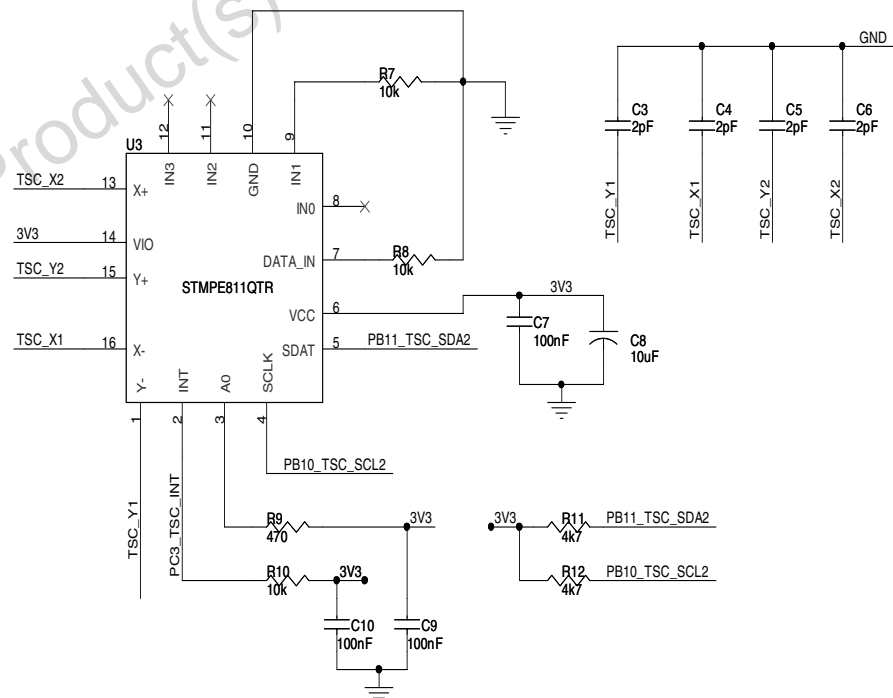 Product(s)
GND
R7
10k
C3
2pF
C4
2pF
C5
2pF
C6
2pF
TSC_Y1
TSC_X1
TSC_Y2
TSC_X2
U3
12
11
10
9
IN3
IN2
GND
IN1
TSC_X2
13
X+
IN0
8
3V3
14
VIO
R8
10k
DATA_IN
7
TSC_Y2
15
Y+
STMPE811QTR
VCC
6
3V3
C7
100nF
C8
10uF
TSC_X1
16
X-
SDAT
5
PB11_TSC_SDA2
Y-
INT
A0
SCLK
1
2
3
4
PB10_TSC_SCL2
TSC_Y1
PC3_TSC_INT
R9
470
3V3
R10
10k
3V3
C10
100nF
C9
100nF
3V3
R11
4k7
PB11_TSC_SDA2
R12
4k7
PB10_TSC_SCL2